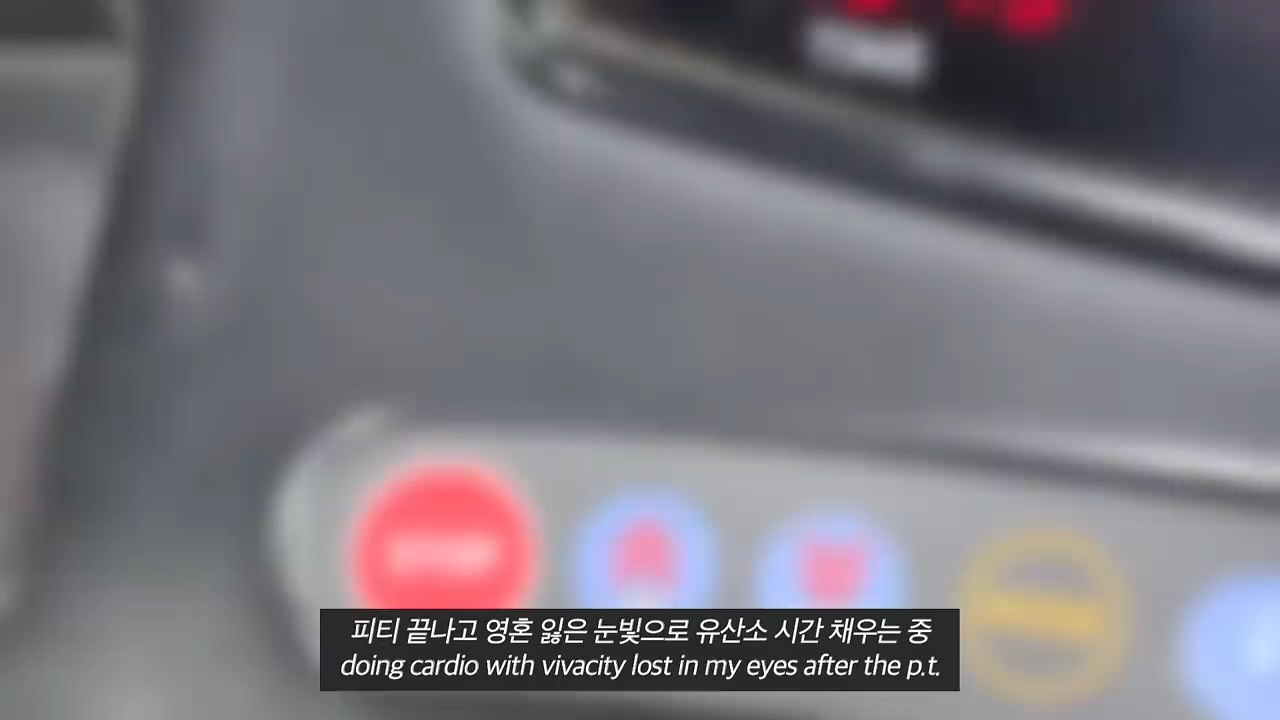 피티 끝나고 영혼 잃은 눈빛으로 유산소 시간 채우는 중
doing cardio with vivacity lost in my eyes after the p.t.